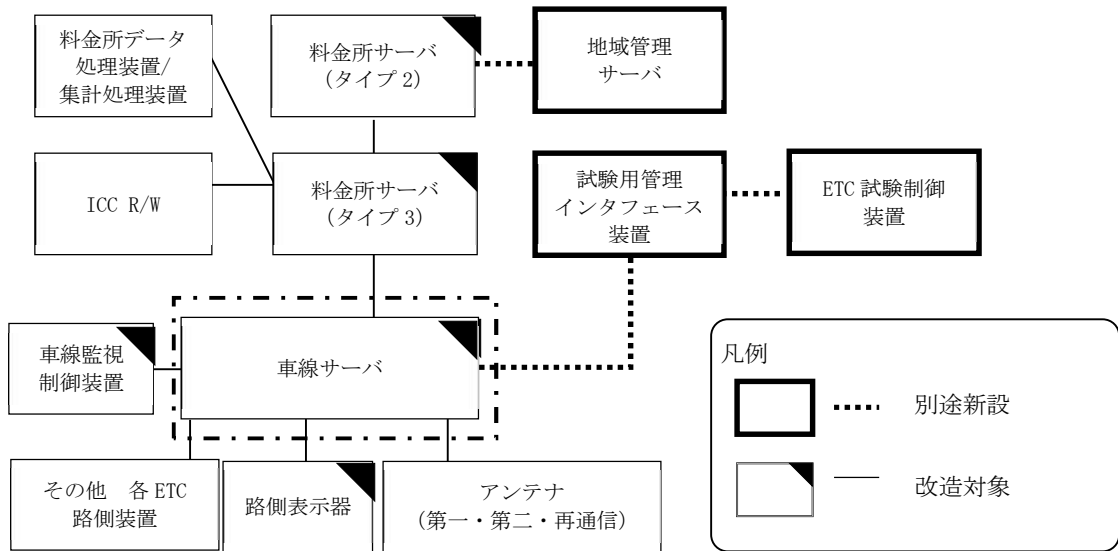 料金所データ
処理装置/
集計処理装置
料金所サーバ
（タイプ2）
地域管理
サーバ
ICC R/W
料金所サーバ
（タイプ3）
試験用管理
インタフェース
装置
ETC 試験制御
装置
車線監視
制御装置
車線サーバ
凡例
別途新設
改造対象
その他　各 ETC
路側装置
路側表示器
アンテナ
（第一・第二・再通信）